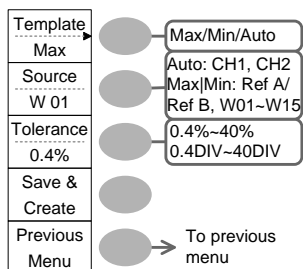 Template
Max
Max/Min/Auto
Source
W 01
Auto: CH1, CH2
Max|Min: Ref A/
Ref B, W01~W15
Tolerance
0.4%
0.4%~40%
0.4DIV~40DIV
Save &
Create
Previous
Menu
To previous
menu